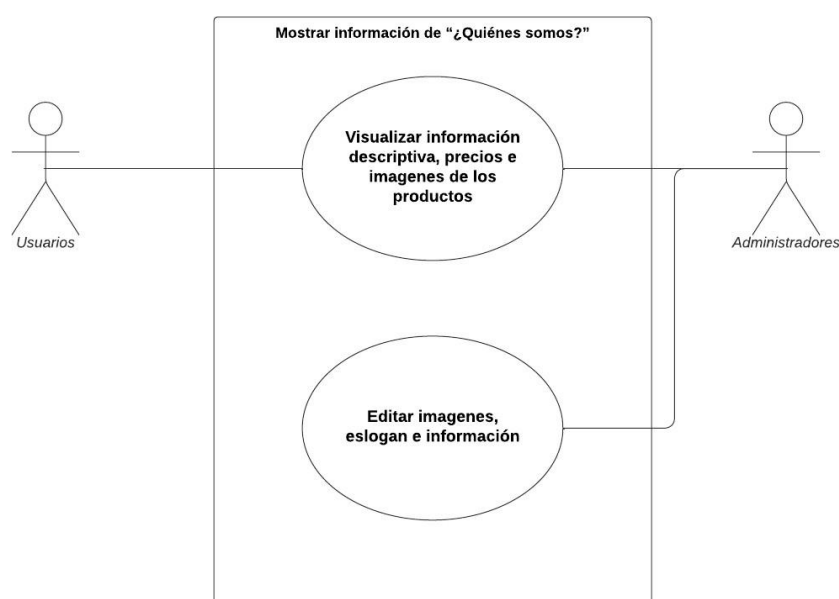 Mostrar información de “¿Quiénes somos?”
Visualizar información
descriptiva, precios e
imagenes de los
productos
Usuarios
Administradores
Editar imagenes,
eslogan e información